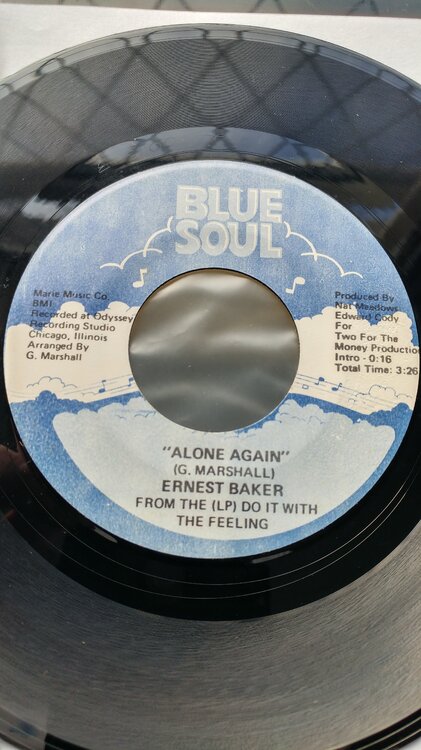 BLUE
SOUL
Marie Music Co.
BMI
Recorded at Odyssey
Recording Studio
Chicago, Illinois
Arranged By
G. Marshall
Produced By
Nat Meadows
Edward Cody
For
Two For The
Money Production
Intro - 0:16
Total Time: 3:26
"ALONE AGAIN"
(G. MARSHALL)
ERNEST BAKER
FROM THE (LP) DO IT WITH
THE FEELING